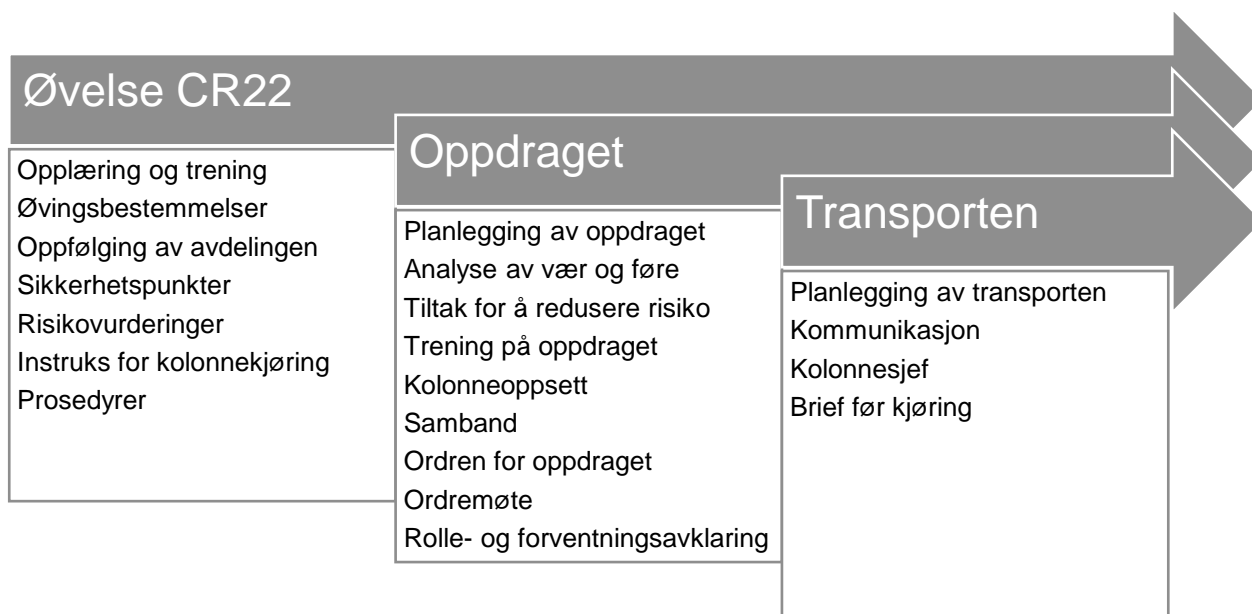 Øvelse CR22
Opplæring og trening
Øvingsbestemmelser
Oppfølging av avdelingen
Sikkerhetspunkter
Risikovurderinger
Instruks for kolonnekjøring
Prosedyrer
Oppdraget
Planlegging av oppdraget
Analyse av vær og føre
Tiltak for å redusere risiko
Trening på oppdraget
Kolonneoppsett
Samband
Ordren for oppdraget
Ordremøte
Rolle- og forventningsavklaring
Transporten
Planlegging av transporten
Kommunikasjon
Kolonnesjef
Brief før kjøring